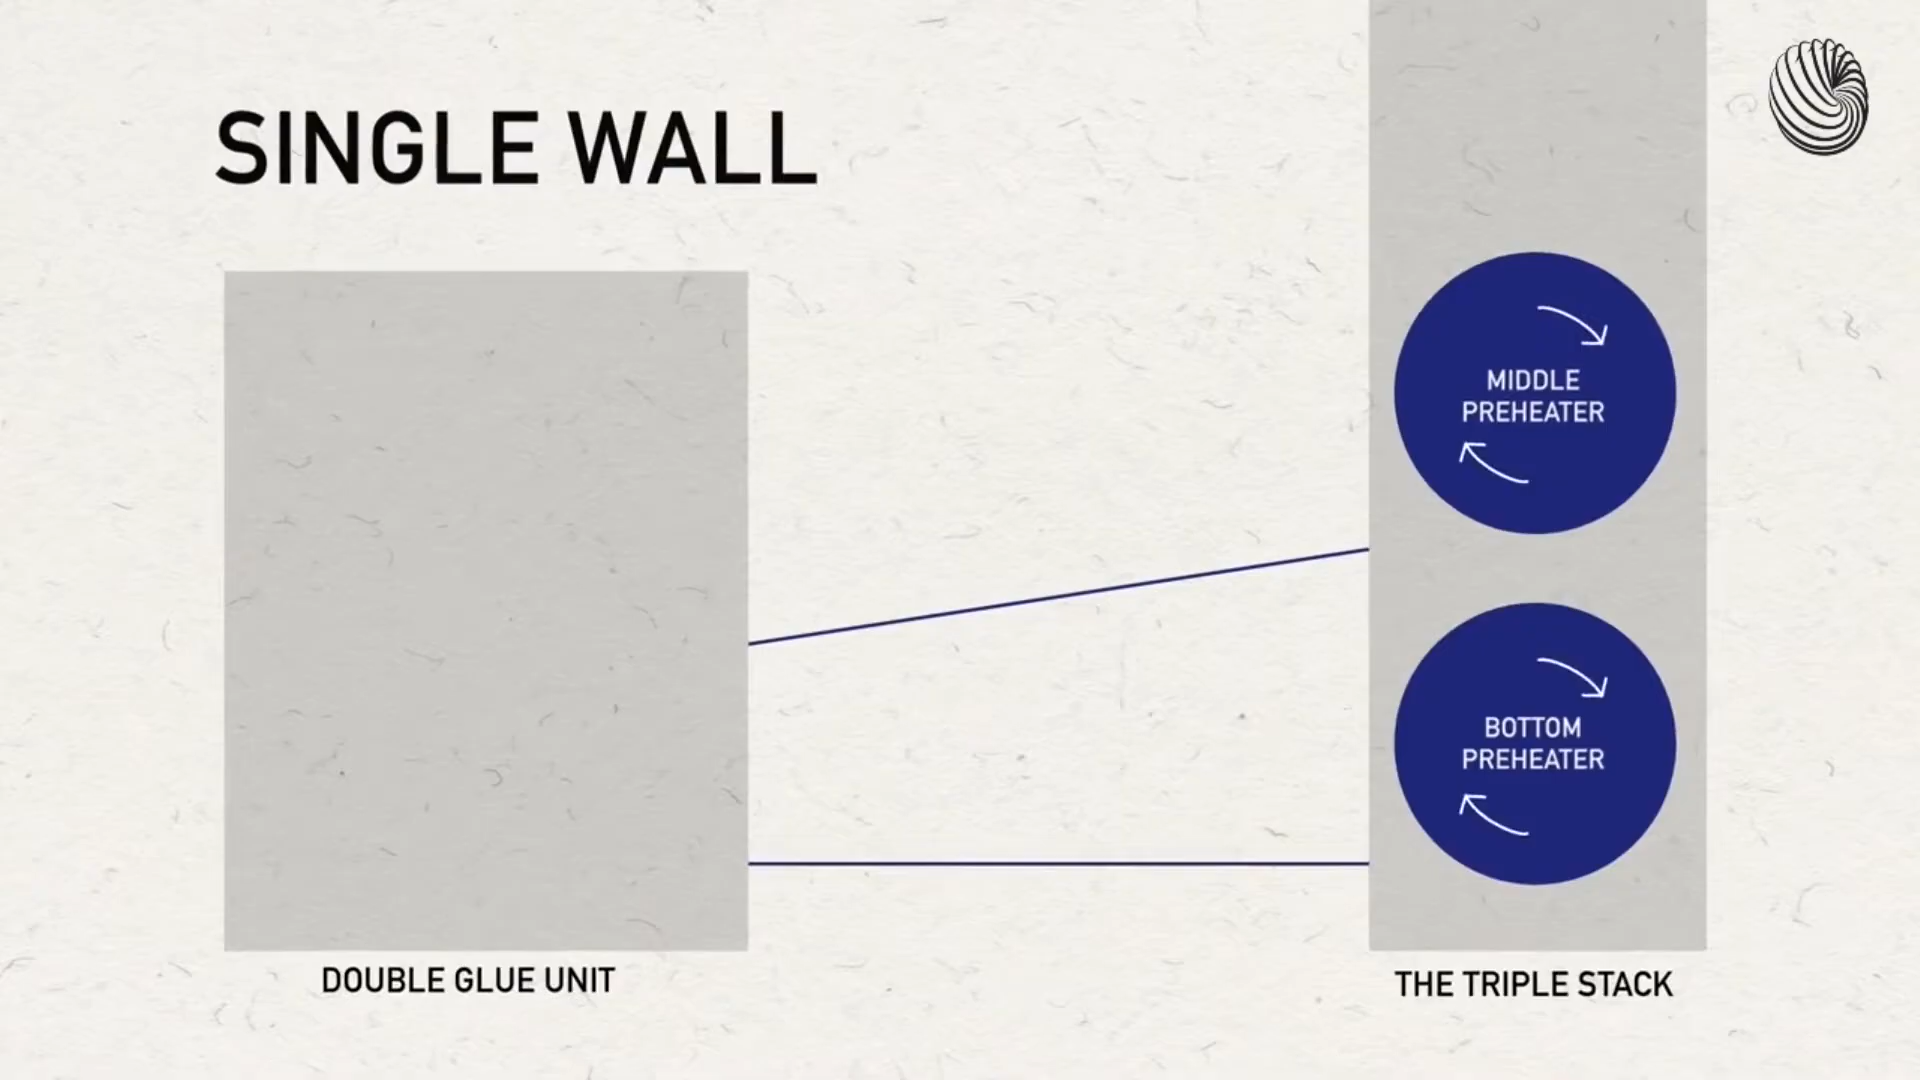 SINGLE WALL
MIDDLE
PREHEATER
BOTTOM
PREHEATER
DOUBLE GLUE UNIT
THE TRIPLE STACK